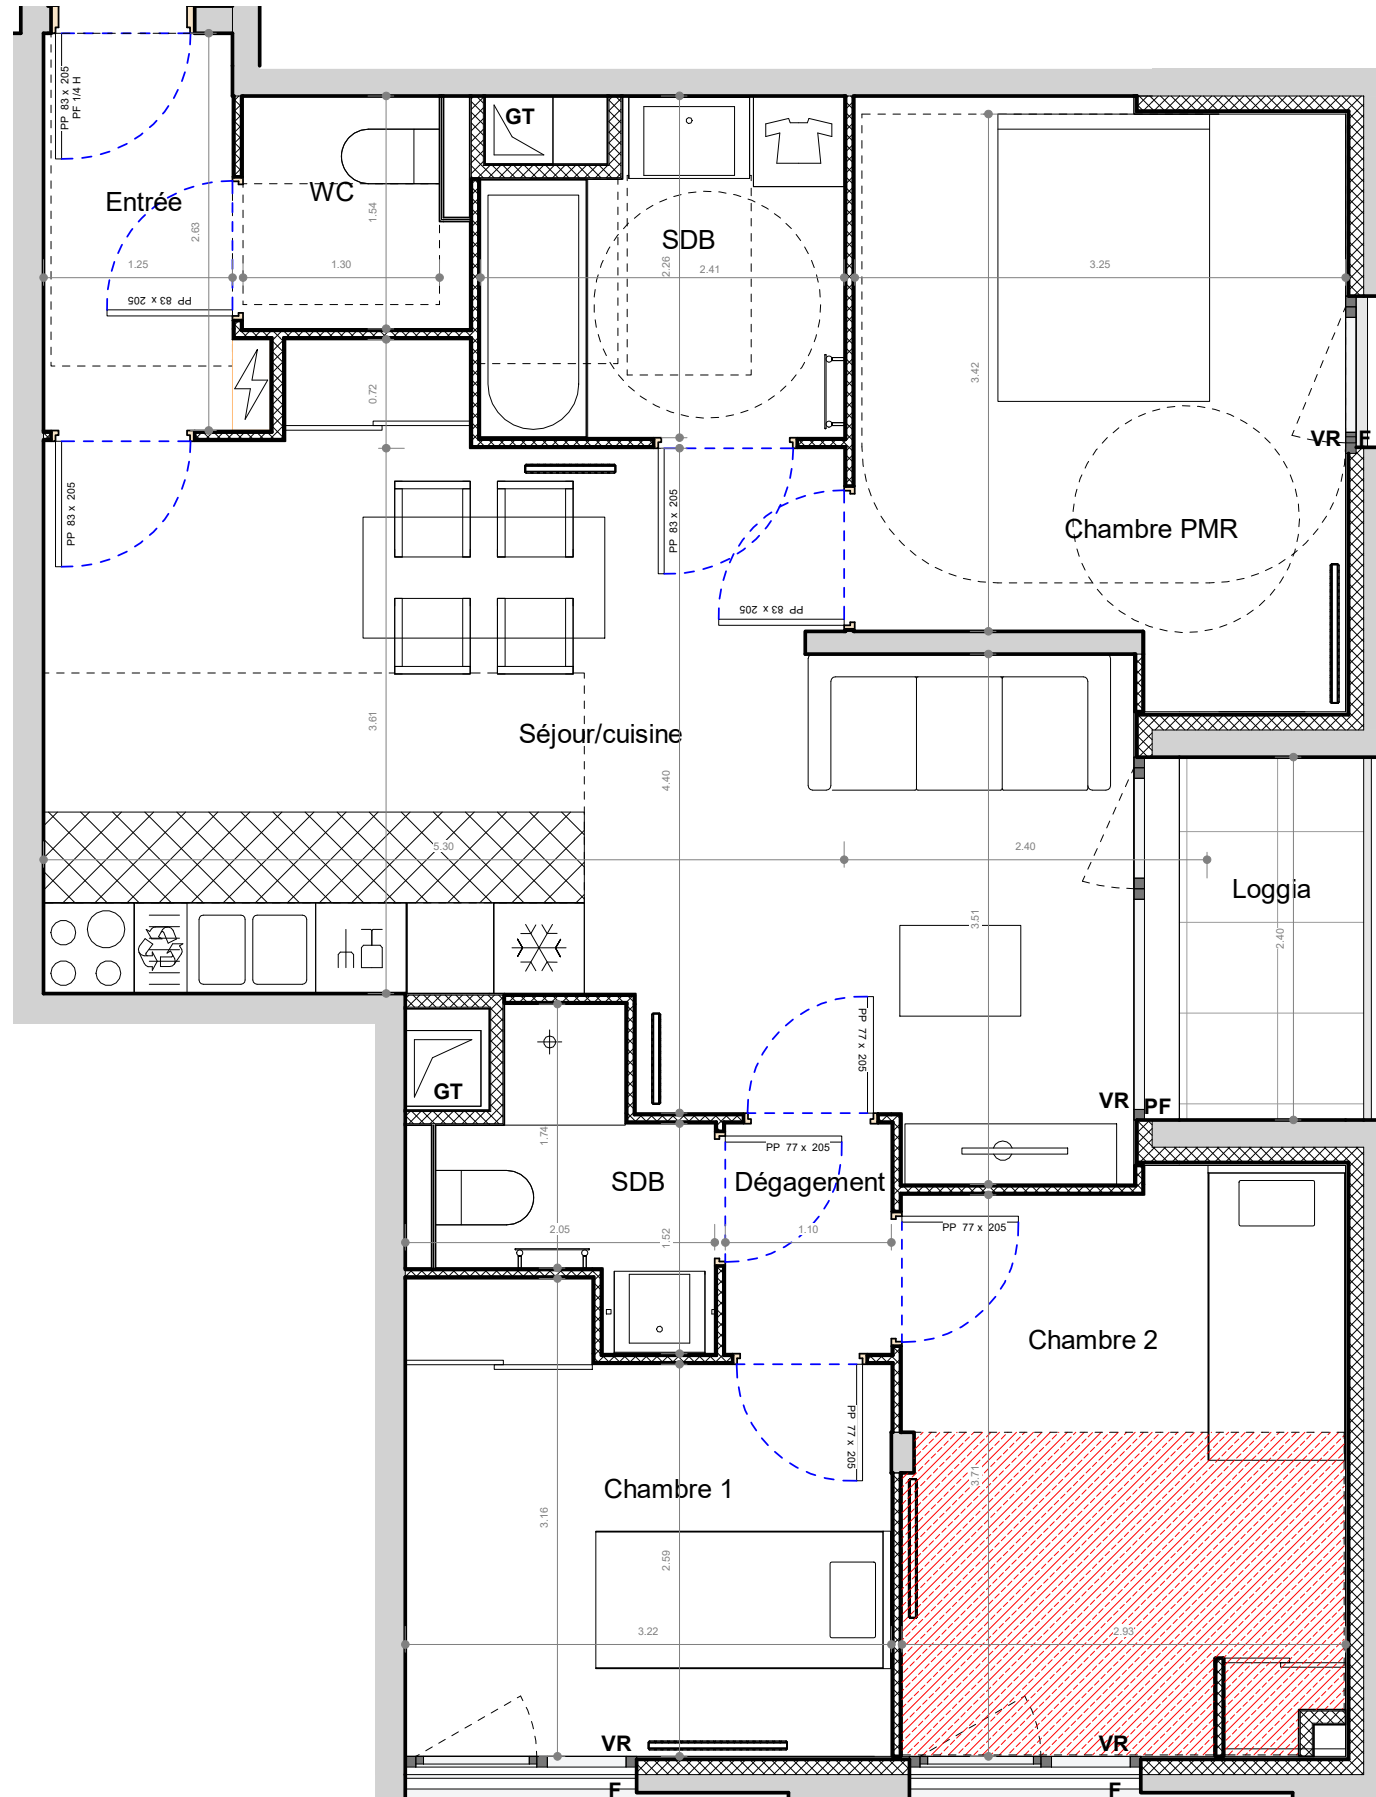 PP 83 x 205
PF 1/4 H
GT
Entrée
WC
SDB
2.63
1.54
2.26
2.41
1.25
1.30
3.25
PP 83 x 205
0.72
3.42
VR F
PP 83 x 205
PP 83 x 205
PP 83 x 205
Chambre PMR
3.61
Séjour/cuisine
4.40
5.30
2.40
Loggia
3.51
2.40
GT
PP 77 x 205
VR
PF
1.74
PP 77 x 205
SDB
Dégagement
2.05
1.52
1.10
PP 77 x 205
Chambre 2
PP 77 x 205
Chambre 1
3.71
3.16
2.59
3.22
2.93
VR
VR
F
F